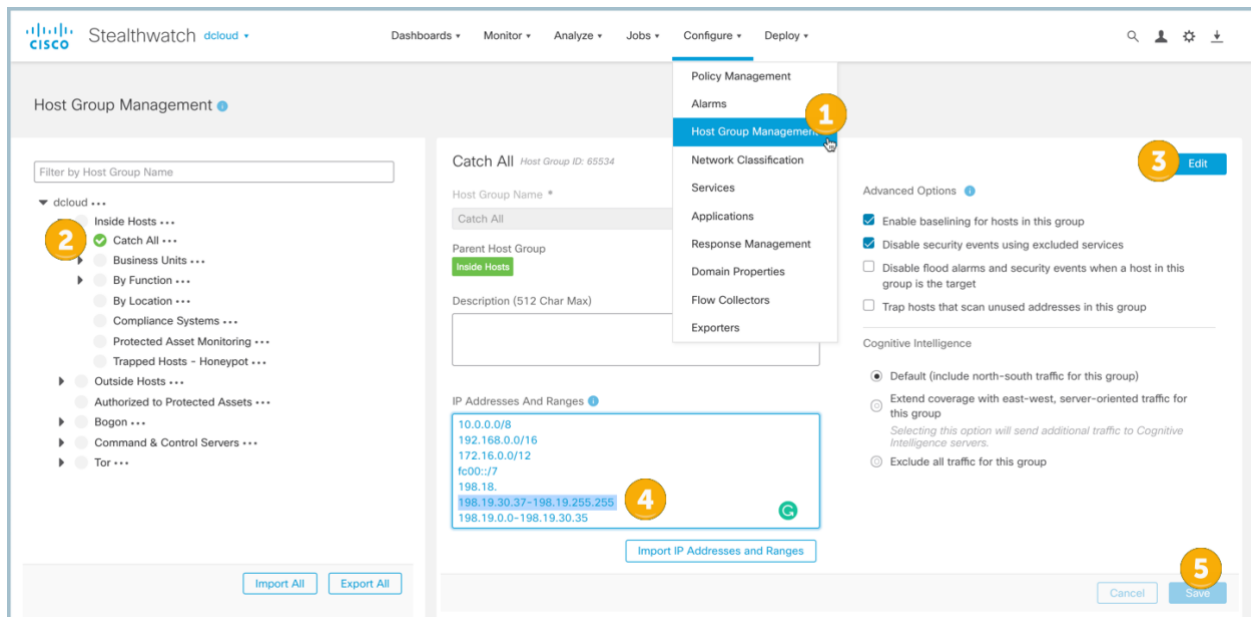 CISCO
Stealthwatch dcloud
Dashboards
Monitor
Analyze
Jobs
Configure
Deploy
Policy Management
Alarms
1
Host Group Management
Network Classification
Services
Applications
Response Management
Domain Properties
Flow Collectors
Exporters
Host Group Management
Filter by Host Group Name
dcloud •••
Inside Hosts •••
2
Catch All •••
Business Units •••
By Function •••
By Location •••
Compliance Systems •••
Protected Asset Monitoring •••
Trapped Hosts - Honeypot •••
Outside Hosts •••
Authorized to Protected Assets •••
Bogon •••
Command & Control Servers •••
Tor •••
Import All
Export All
Catch All Host Group ID: 65534
Host Group Name *
Catch All
Parent Host Group
Inside Hosts
Description (512 Char Max)
IP Addresses And Ranges
10.0.0.0/8
192.168.0.0/16
172.16.0.0/12
fc00::/7
198.18.
198.19.30.37-198.19.255.255
4
198.19.0.0-198.19.30.35
Import IP Addresses and Ranges
3
Edit
Advanced Options
Enable baselining for hosts in this group
Disable security events using excluded services
Disable flood alarms and security events when a host in this
group is the target
Trap hosts that scan unused addresses in this group
Cognitive Intelligence
Default (include north-south traffic for this group)
Extend coverage with east-west, server-oriented traffic for
this group
Selecting this option will send additional traffic to Cognitive
Intelligence servers.
Exclude all traffic for this group
5
Cancel
Save